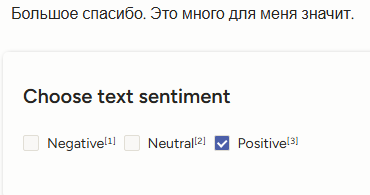 Большое спасибо. Это много для меня значит.
Choose text sentiment
Negative[1] Neutral[2] Positive[3]